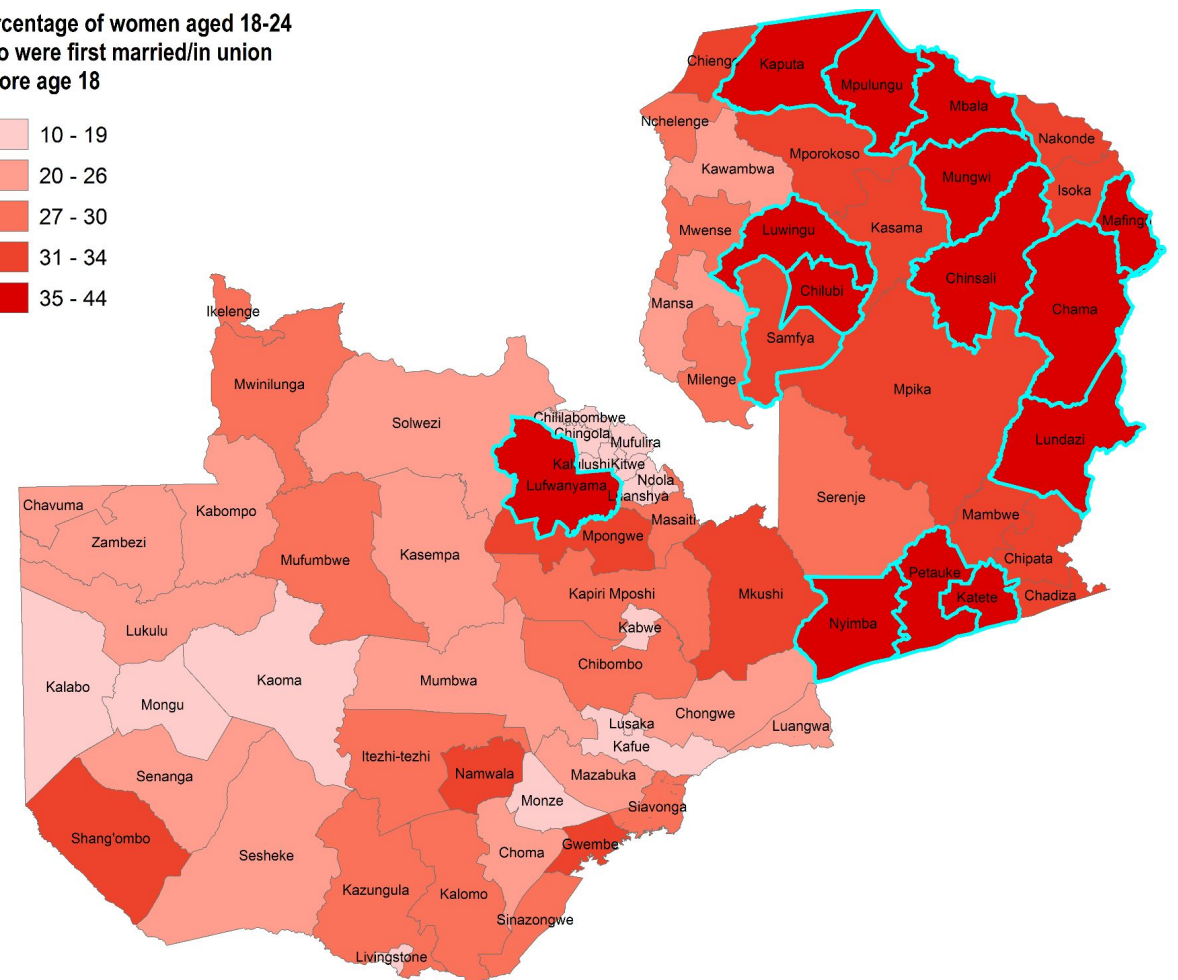 rcentage of women aged 18-24
o were first married/in union
ore age 18
10 - 19
20 - 26
27 - 30
31 - 34
35 - 44
Chienge
Kaputa
Mpulungu
Mbala
Nchelenge
Nakonde
Mporokoso
Kawambwa
Mungwi
Isoka
Mafinga
Mwense
Luwingu
Kasama
Chinsali
Chilubi
Mansa
Chama
Samfya
Ikelenge
Milenge
Mpika
Mwinilunga
Solwezi
Chililabombwe
Chingola
Mufulira
Lundazi
Kalulushi
Kitwe
Ndola
Lufwanyama
Luanshya
Serenje
Chavuma
Kabompo
Masaiti
Mambwe
Zambezi
Mpongwe
Kasempa
Mufumbwe
Chipata
Petauke
Kapiri Mposhi
Mkushi
Katete
Chadiza
Nyimba
Kabwe
Lukulu
Chibombo
Kaoma
Mumbwa
Kalabo
Mongu
Chongwe
Lusaka
Luangwa
Kafue
Itezhi-tezhi
Senanga
Namwala
Mazabuka
Monze
Siavonga
Shang'ombo
Gwembe
Sesheke
Choma
Kazungula
Kalomo
Sinazongwe
Livingstone